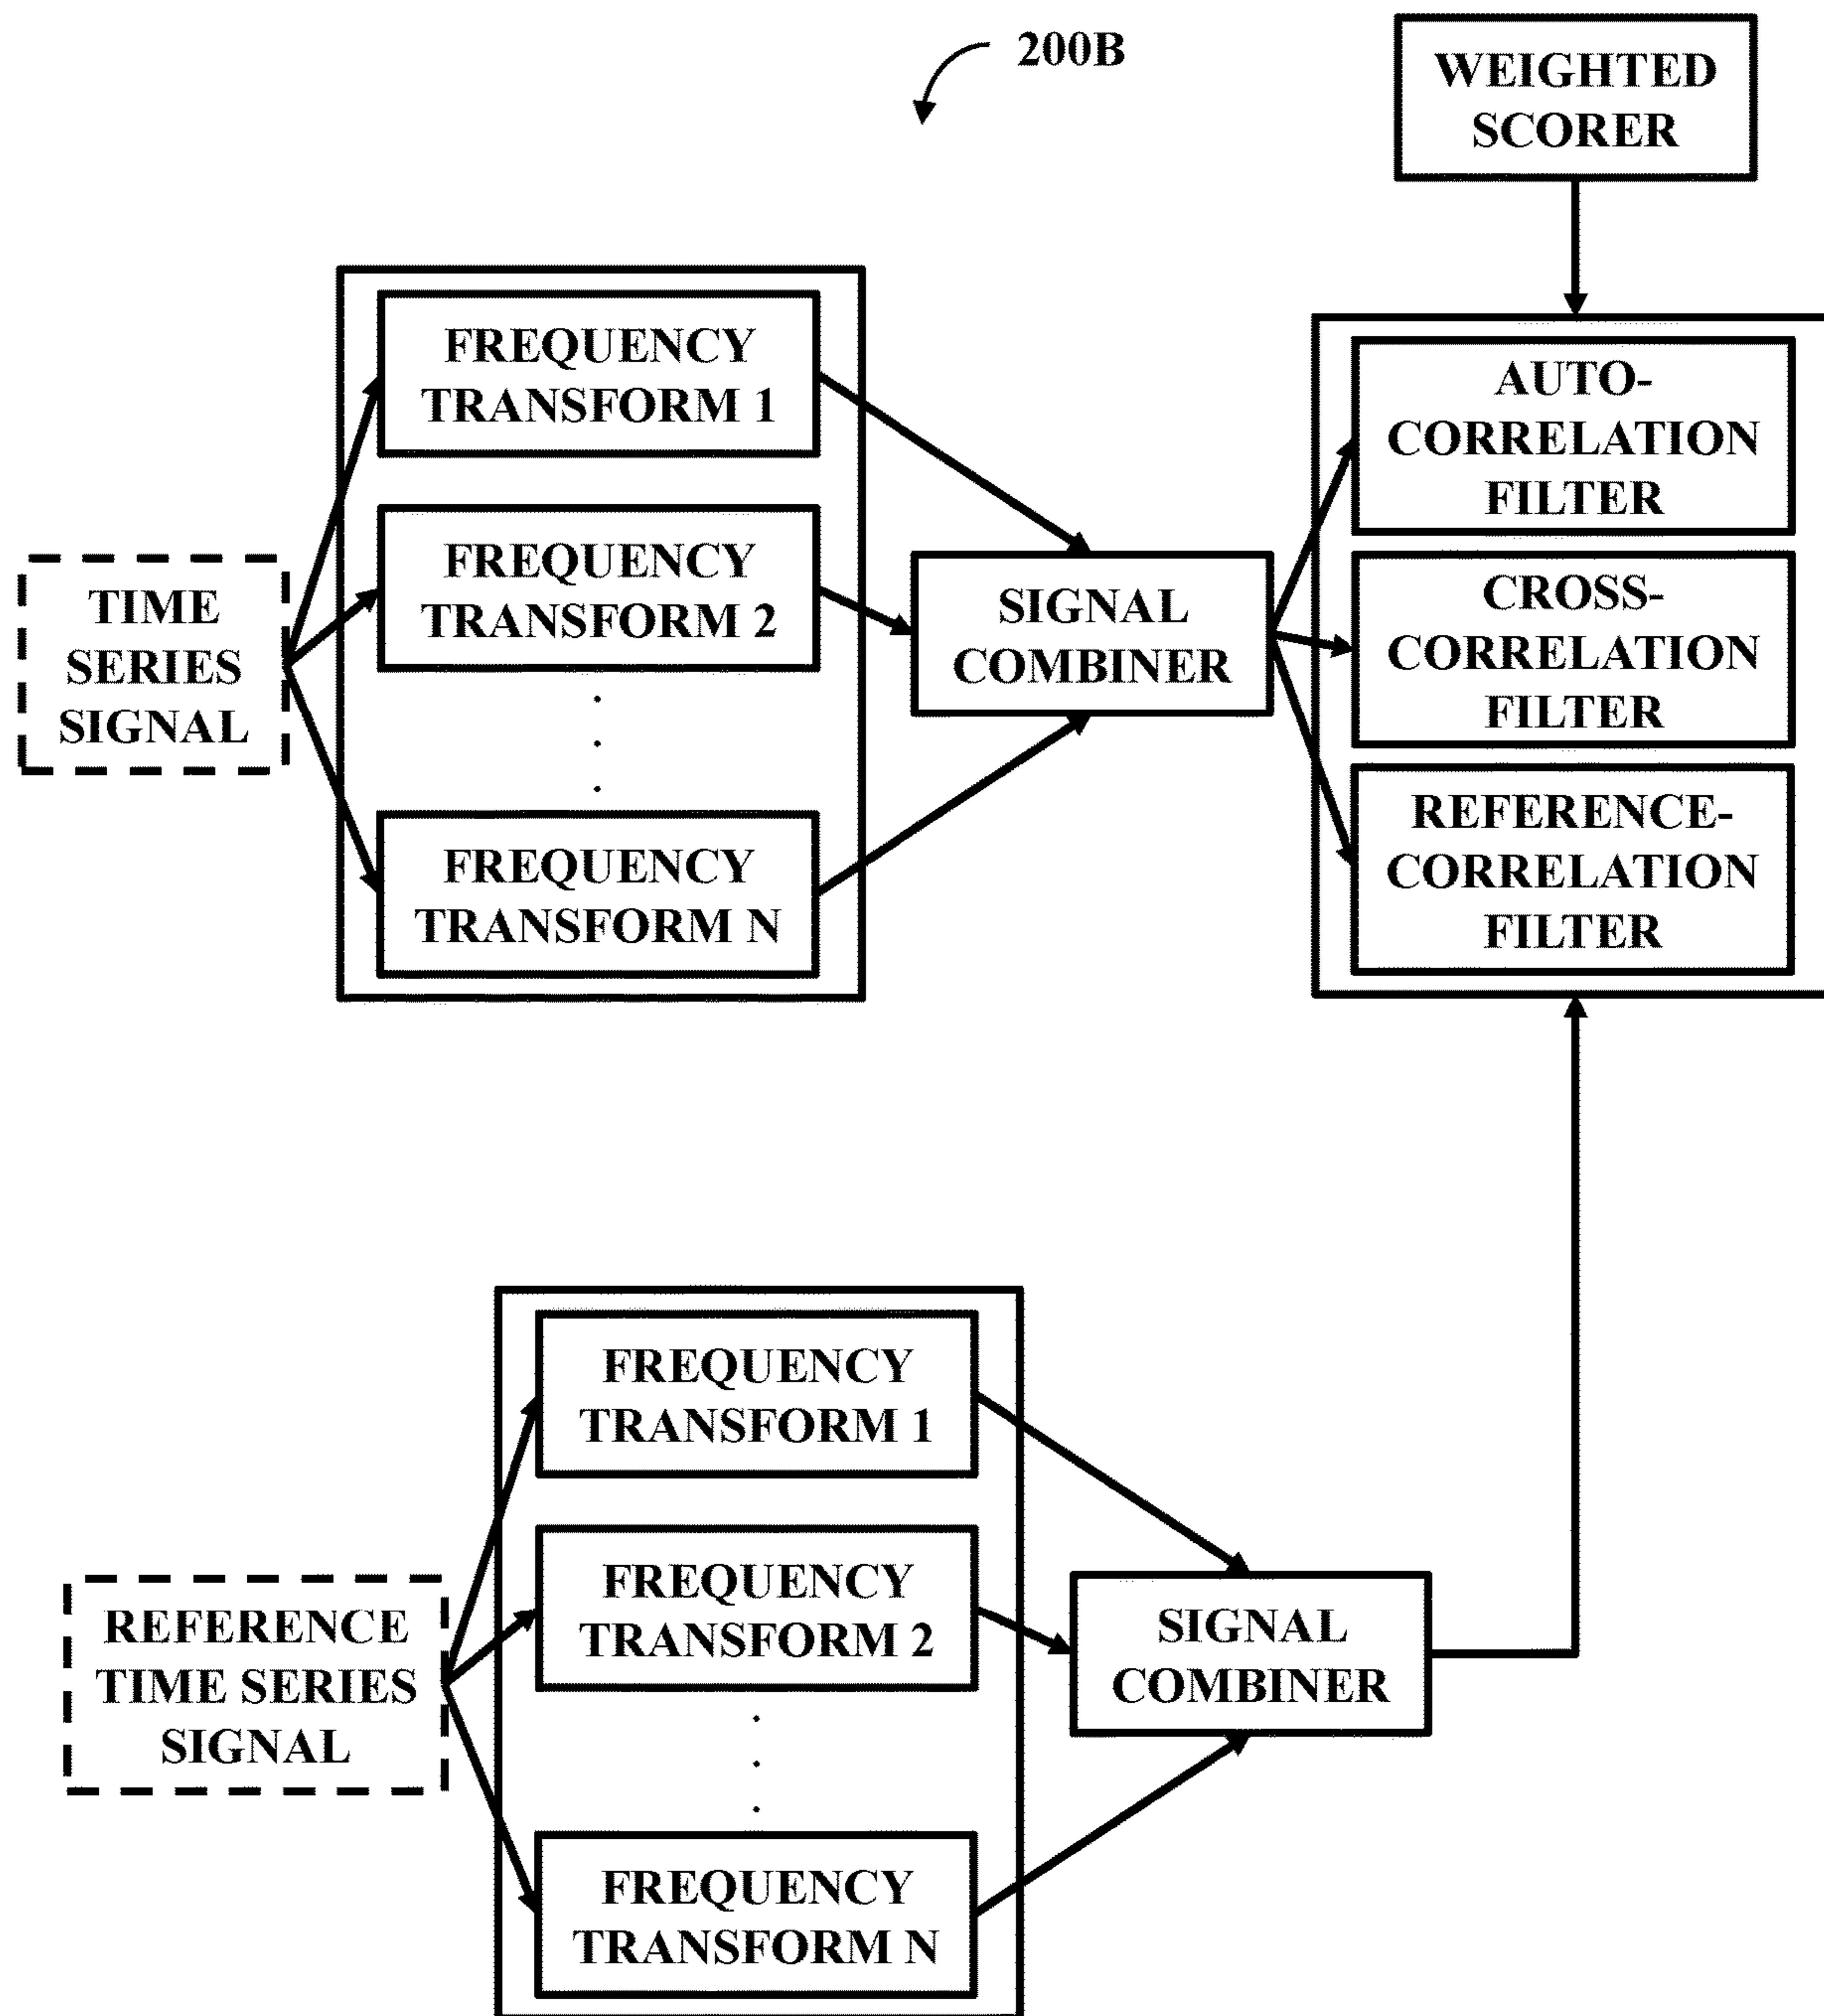 200B
WEIGHTED
SCORER
FREQUENCY
TRANSFORM 1
FREQUENCY
TRANSFORM 2
FREQUENCY
TRANSFORM N
TIME
SERIES
SIGNAL
SIGNAL
COMBINER
AUTO-
CORRELATION
FILTER
CROSS-
CORRELATION
FILTER
REFERENCE-
CORRELATION
FILTER
FREQUENCY
TRANSFORM 1
FREQUENCY
TRANSFORM 2
FREQUENCY
TRANSFORM N
REFERENCE
TIME SERIES
SIGNAL
SIGNAL
COMBINER